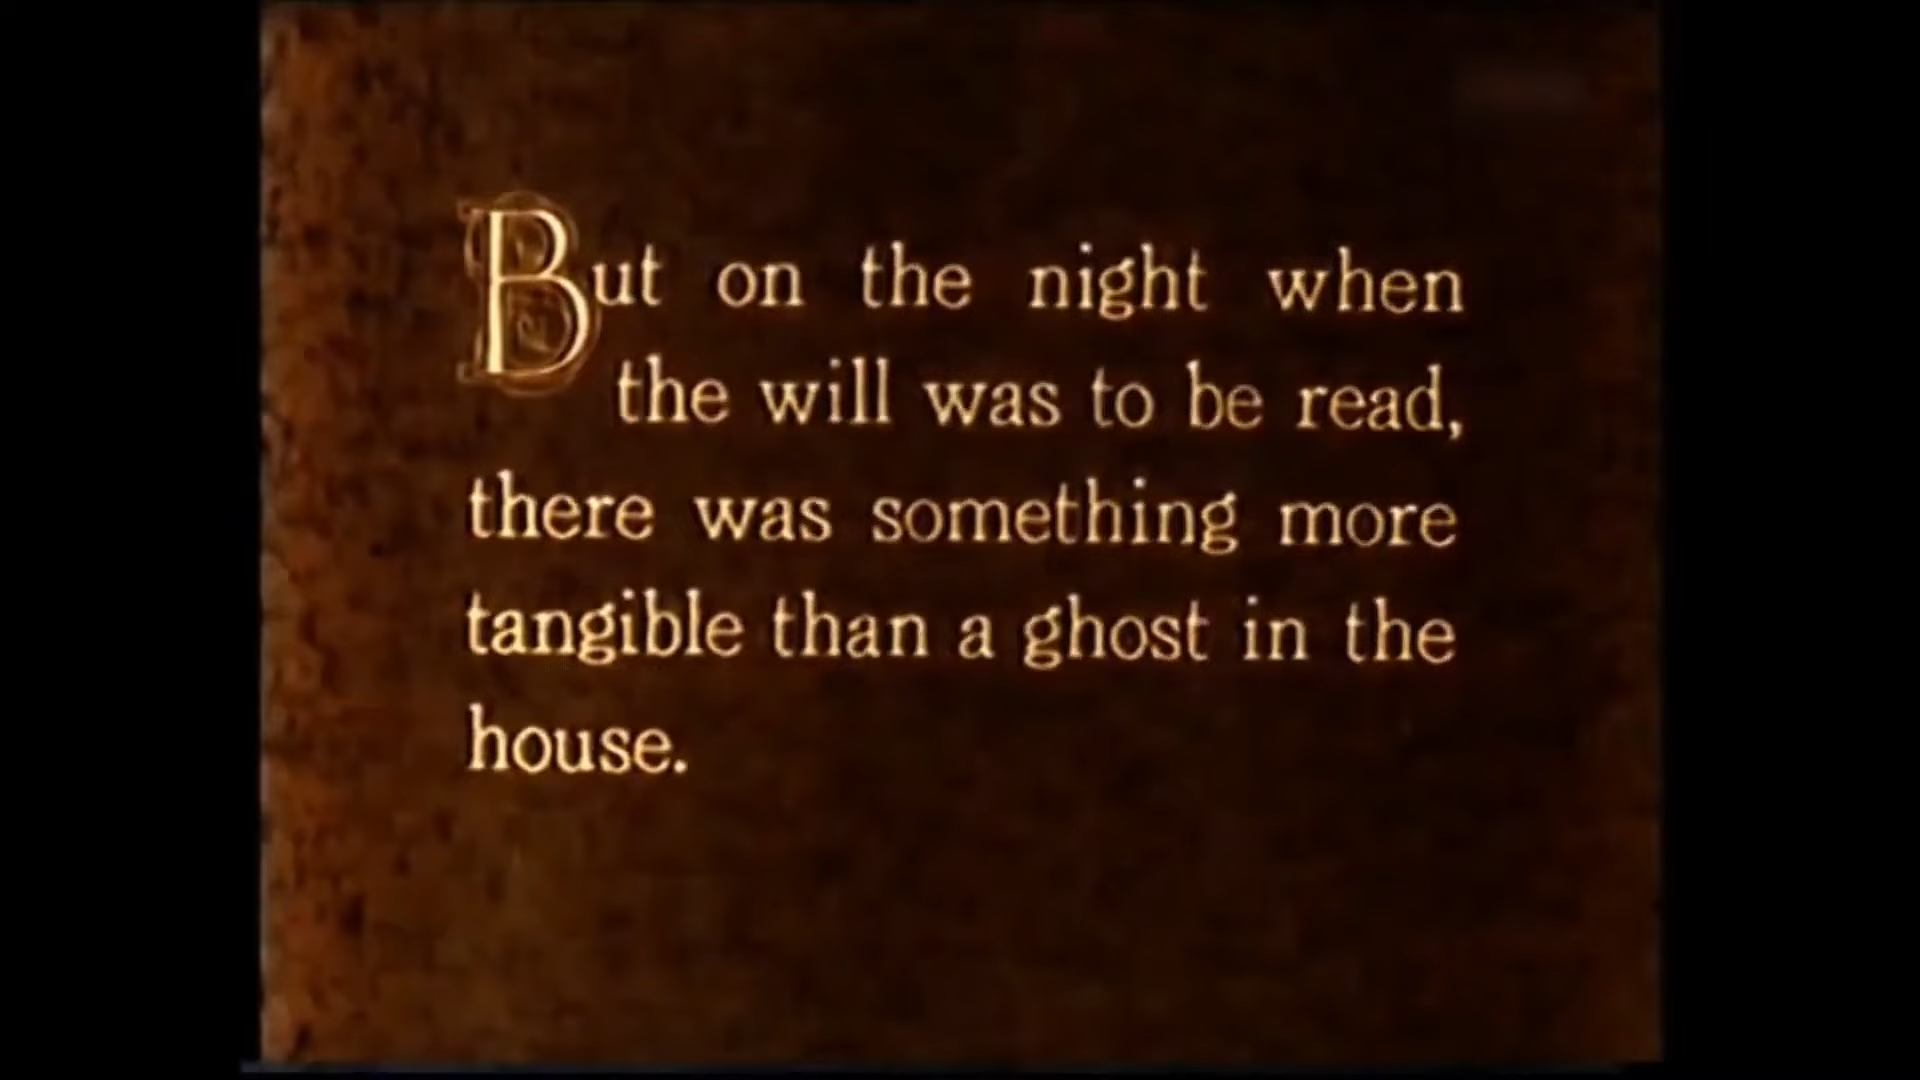 But on the night when
the will was to be read,
there was something more
tangible than a ghost in the
house.